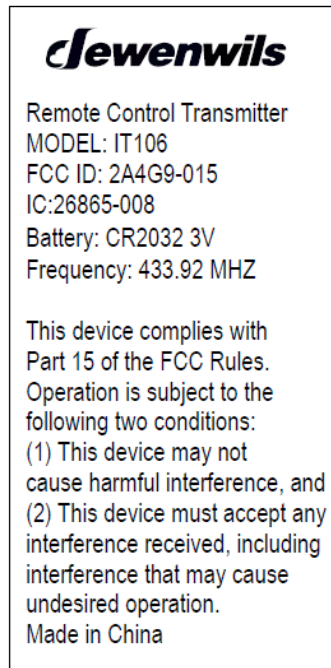 dewenwils
Remote Control Transmitter
MODEL: IT106
FCC ID: 2A4G9-015
IC:26865-008
Battery: CR2032 3V
Frequency: 433.92 MHZ
This device complies with
Part 15 of the FCC Rules.
Operation is subject to the
following two conditions:
(1) This device may not
cause harmful interference, and
(2) This device must accept any
interference received, including
interference that may cause
undesired operation.
Made in China